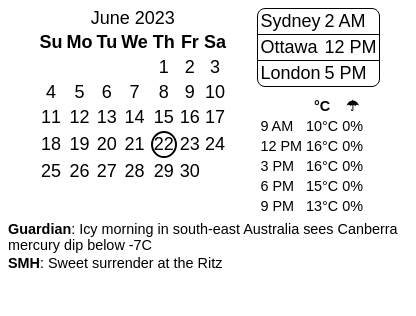 June 2023
Su Mo Tu We Th Fr Sa
1 2 3
4 5 6 7 8 9 10
11 12 13 14 15 16 17
18 19 20 21 22 23 24
25 26 27 28 29 30
Sydney 2 AM
Ottawa 12 PM
London 5 PM
°C ☂
9 AM 10°C 0%
12 PM 16°C 0%
3 PM 16°C 0%
6 PM 15°C 0%
9 PM 13°C 0%
Guardian: Icy morning in south-east Australia sees Canberra
mercury dip below -7C
SMH: Sweet surrender at the Ritz